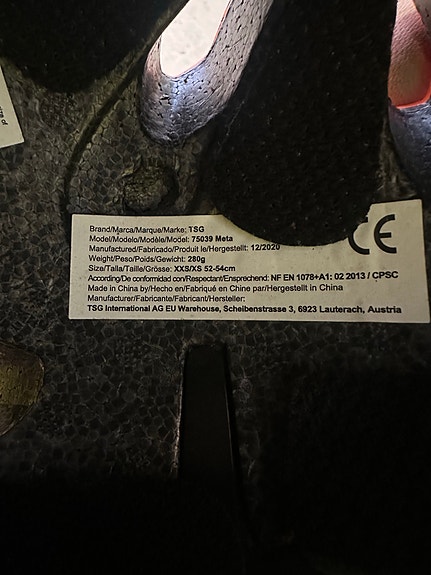 ize of
Brand/Marca/Marque/Marke: TSG
Model/Modelo/Modèle/Model: 75039 Meta
Manufactured/Fabricado/Produit le/Hergestellt: 12/2020
Weight/Peso/Poids/Gewicht: 280g
Size/Talla/Taille/Grösse: XXS/XS 52-54cm
According/De conformidad con/Respectant/Ensprechend: NF EN 1078+A1: 02 2013 / CPSC
Made in China by/Hecho en/Fabriqué en Chine par/Hergestellt in China
Manufacturer/Fabricante/Fabricant/Hersteller:
TSG International AG EU Warehouse, Scheibenstrasse 3, 6923 Lauterach, Austria
CE